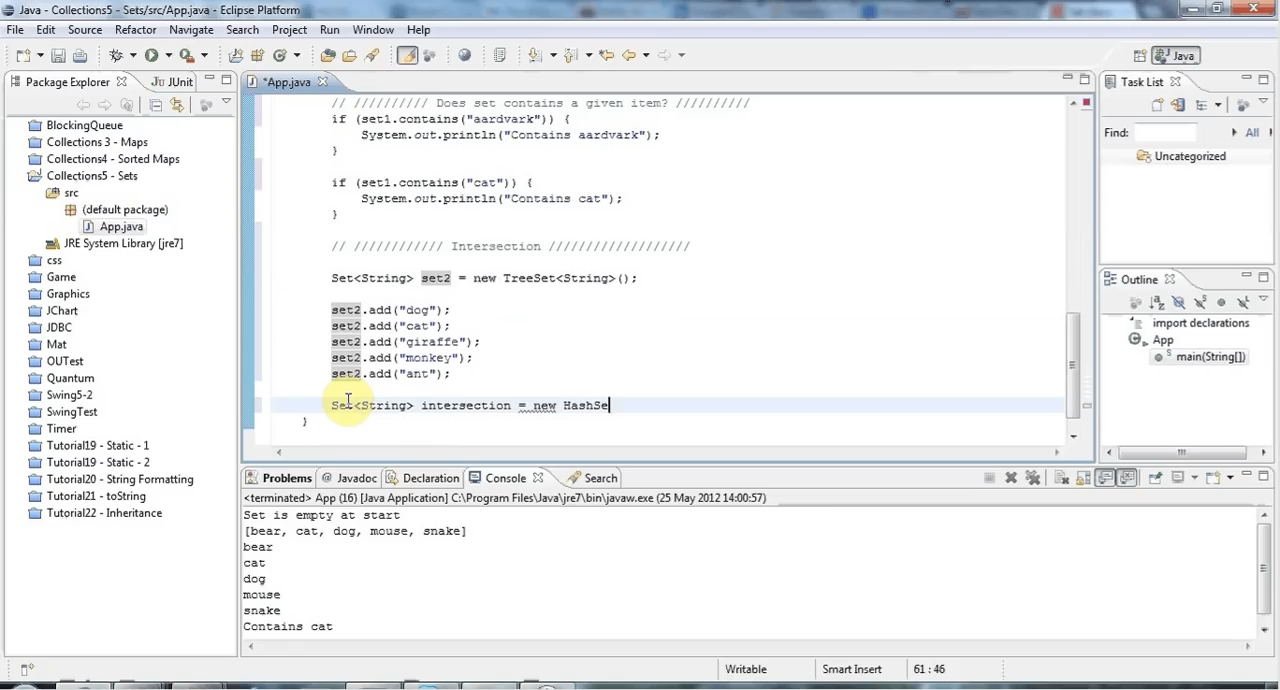 Java - Collections5 - Sets/src/App.java - Eclipse Platform
File Edit Source Refactor Navigate Search Project Run Window Help
Java
Package Explorer JUnit
BlockingQueue
Collections 3 - Maps
Collections4 - Sorted Maps
Collections5 - Sets
src
(default package)
App.java
JRE System Library [jre7]
css
Game
Graphics
JChart
JDBC
Mat
OUTest
Quantum
Swing5-2
SwingTest
Timer
Tutorial19 - Static - 1
Tutorial19 - Static - 2
Tutorial20 - String Formatting
Tutorial21 - toString
Tutorial22 - Inheritance
*App.java
// ////////// Does set contains a given item? //////////
if (set1.contains("aardvark")) {
System.out.println("Contains aardvark");
}
if (set1.contains("cat")) {
System.out.println("Contains cat");
}
// //////////// Intersection ///////////////////
Set<String> set2 = new TreeSet<String>();
set2.add("dog");
set2.add("cat");
set2.add("giraffe");
set2.add("monkey");
set2.add("ant");
Set<String> intersection = new HashSe
}
Task List
Find: All
Uncategorized
Outline
import declarations
App
main(String[])
Problems Javadoc Declaration Console Search
<terminated> App (16) [Java Application] C:\Program Files\Java\jre7\bin\javaw.exe (25 May 2012 14:00:57)
Set is empty at start
[bear, cat, dog, mouse, snake]
bear
cat
dog
mouse
snake
Contains cat
Writable Smart Insert 61 : 46